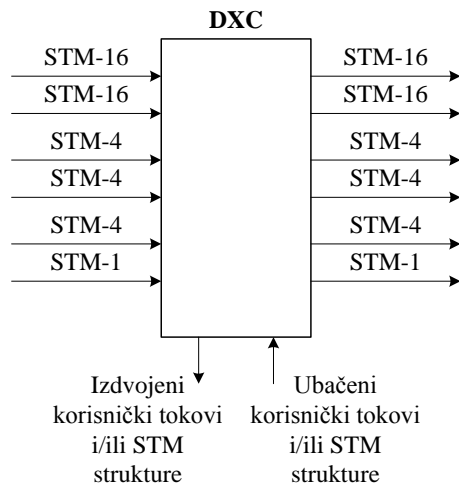 DXC
STM-16 STM-16
STM-16 STM-16
STM-4 STM-4
STM-4 STM-4
STM-4 STM-4
STM-1 STM-1
Izdvojeni
korisnički tokovi
i/ili STM
strukture
Ubačeni
korisnički tokovi
i/ili STM
strukture